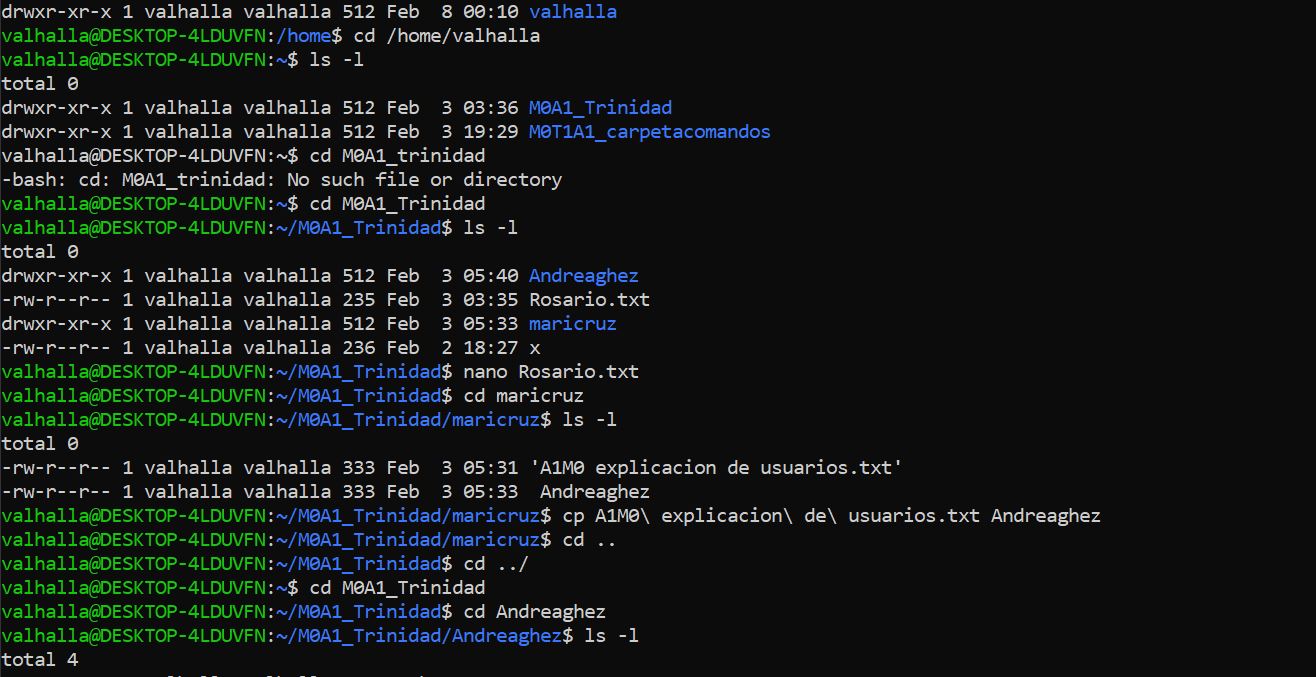 drwxr-xr-x 1 valhalla valhalla 512 Feb  8 00:10 valhalla
valhalla@DESKTOP-4LDUVFN:/home$ cd /home/valhalla
valhalla@DESKTOP-4LDUVFN:~$ ls -l
total 0
drwxr-xr-x 1 valhalla valhalla 512 Feb  3 03:36 M0A1_Trinidad
drwxr-xr-x 1 valhalla valhalla 512 Feb  3 19:29 M0T1A1_carpetacomandos
valhalla@DESKTOP-4LDUVFN:~$ cd M0A1_trinidad
-bash: cd: M0A1_trinidad: No such file or directory
valhalla@DESKTOP-4LDUVFN:~$ cd M0A1_Trinidad
valhalla@DESKTOP-4LDUVFN:~/M0A1_Trinidad$ ls -l
total 0
drwxr-xr-x 1 valhalla valhalla 512 Feb  3 05:40 Andreaghez
-rw-r--r-- 1 valhalla valhalla 235 Feb  3 03:35 Rosario.txt
drwxr-xr-x 1 valhalla valhalla 512 Feb  3 05:33 maricruz
-rw-r--r-- 1 valhalla valhalla 236 Feb  2 18:27 x
valhalla@DESKTOP-4LDUVFN:~/M0A1_Trinidad$ nano Rosario.txt
valhalla@DESKTOP-4LDUVFN:~/M0A1_Trinidad$ cd maricruz
valhalla@DESKTOP-4LDUVFN:~/M0A1_Trinidad/maricruz$ ls -l
total 0
-rw-r--r-- 1 valhalla valhalla 333 Feb  3 05:31 'A1M0 explicacion de usuarios.txt'
-rw-r--r-- 1 valhalla valhalla 333 Feb  3 05:33  Andreaghez
valhalla@DESKTOP-4LDUVFN:~/M0A1_Trinidad/maricruz$ cp A1M0\ explicacion\ de\ usuarios.txt Andreaghez
valhalla@DESKTOP-4LDUVFN:~/M0A1_Trinidad/maricruz$ cd ..
valhalla@DESKTOP-4LDUVFN:~/M0A1_Trinidad$ cd ../
valhalla@DESKTOP-4LDUVFN:~$ cd M0A1_Trinidad
valhalla@DESKTOP-4LDUVFN:~/M0A1_Trinidad$ cd Andreaghez
valhalla@DESKTOP-4LDUVFN:~/M0A1_Trinidad/Andreaghez$ ls -l
total 4